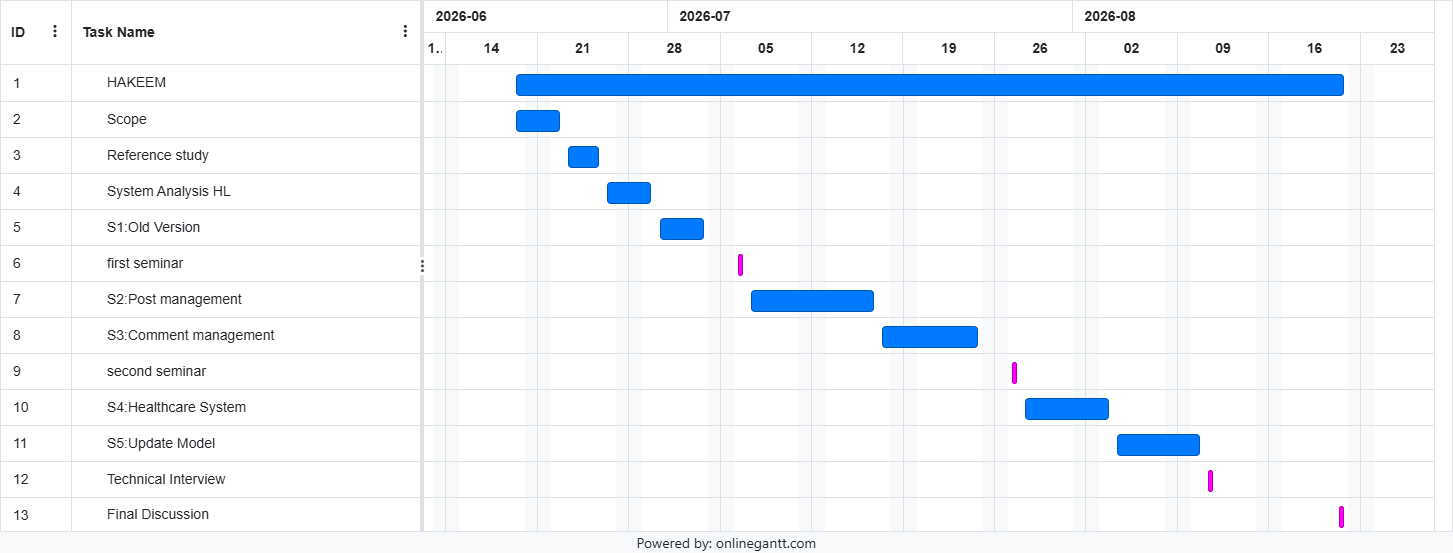 ID Task Name 2026-06 2026-07 2026-08
1.. 14 21 28 05 12 19 26 02 09 16 23
1 HAKEEM
2 Scope
3 Reference study
4 System Analysis HL
5 S1:Old Version
6 first seminar
7 S2:Post management
8 S3:Comment management
9 second seminar
10 S4:Healthcare System
11 S5:Update Model
12 Technical Interview
13 Final Discussion
Powered by: onlinegantt.com